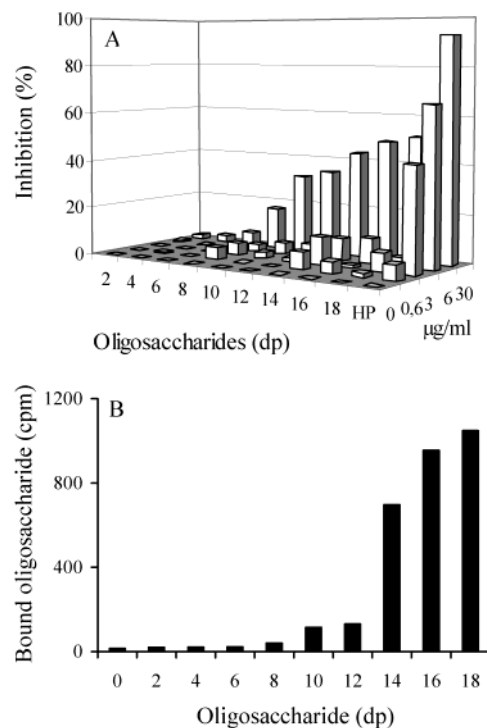 A
100
80
60
40
20
0
Inhibition (%)
2 4 6 8 10 12 14 16 18 HP
0 0,6 3 6 30
µg/ml
Oligosaccharides (dp)
B
1200
800
400
0
Bound oligosaccharide (cpm)
0 2 4 6 8 10 12 14 16 18
Oligosaccharide (dp)